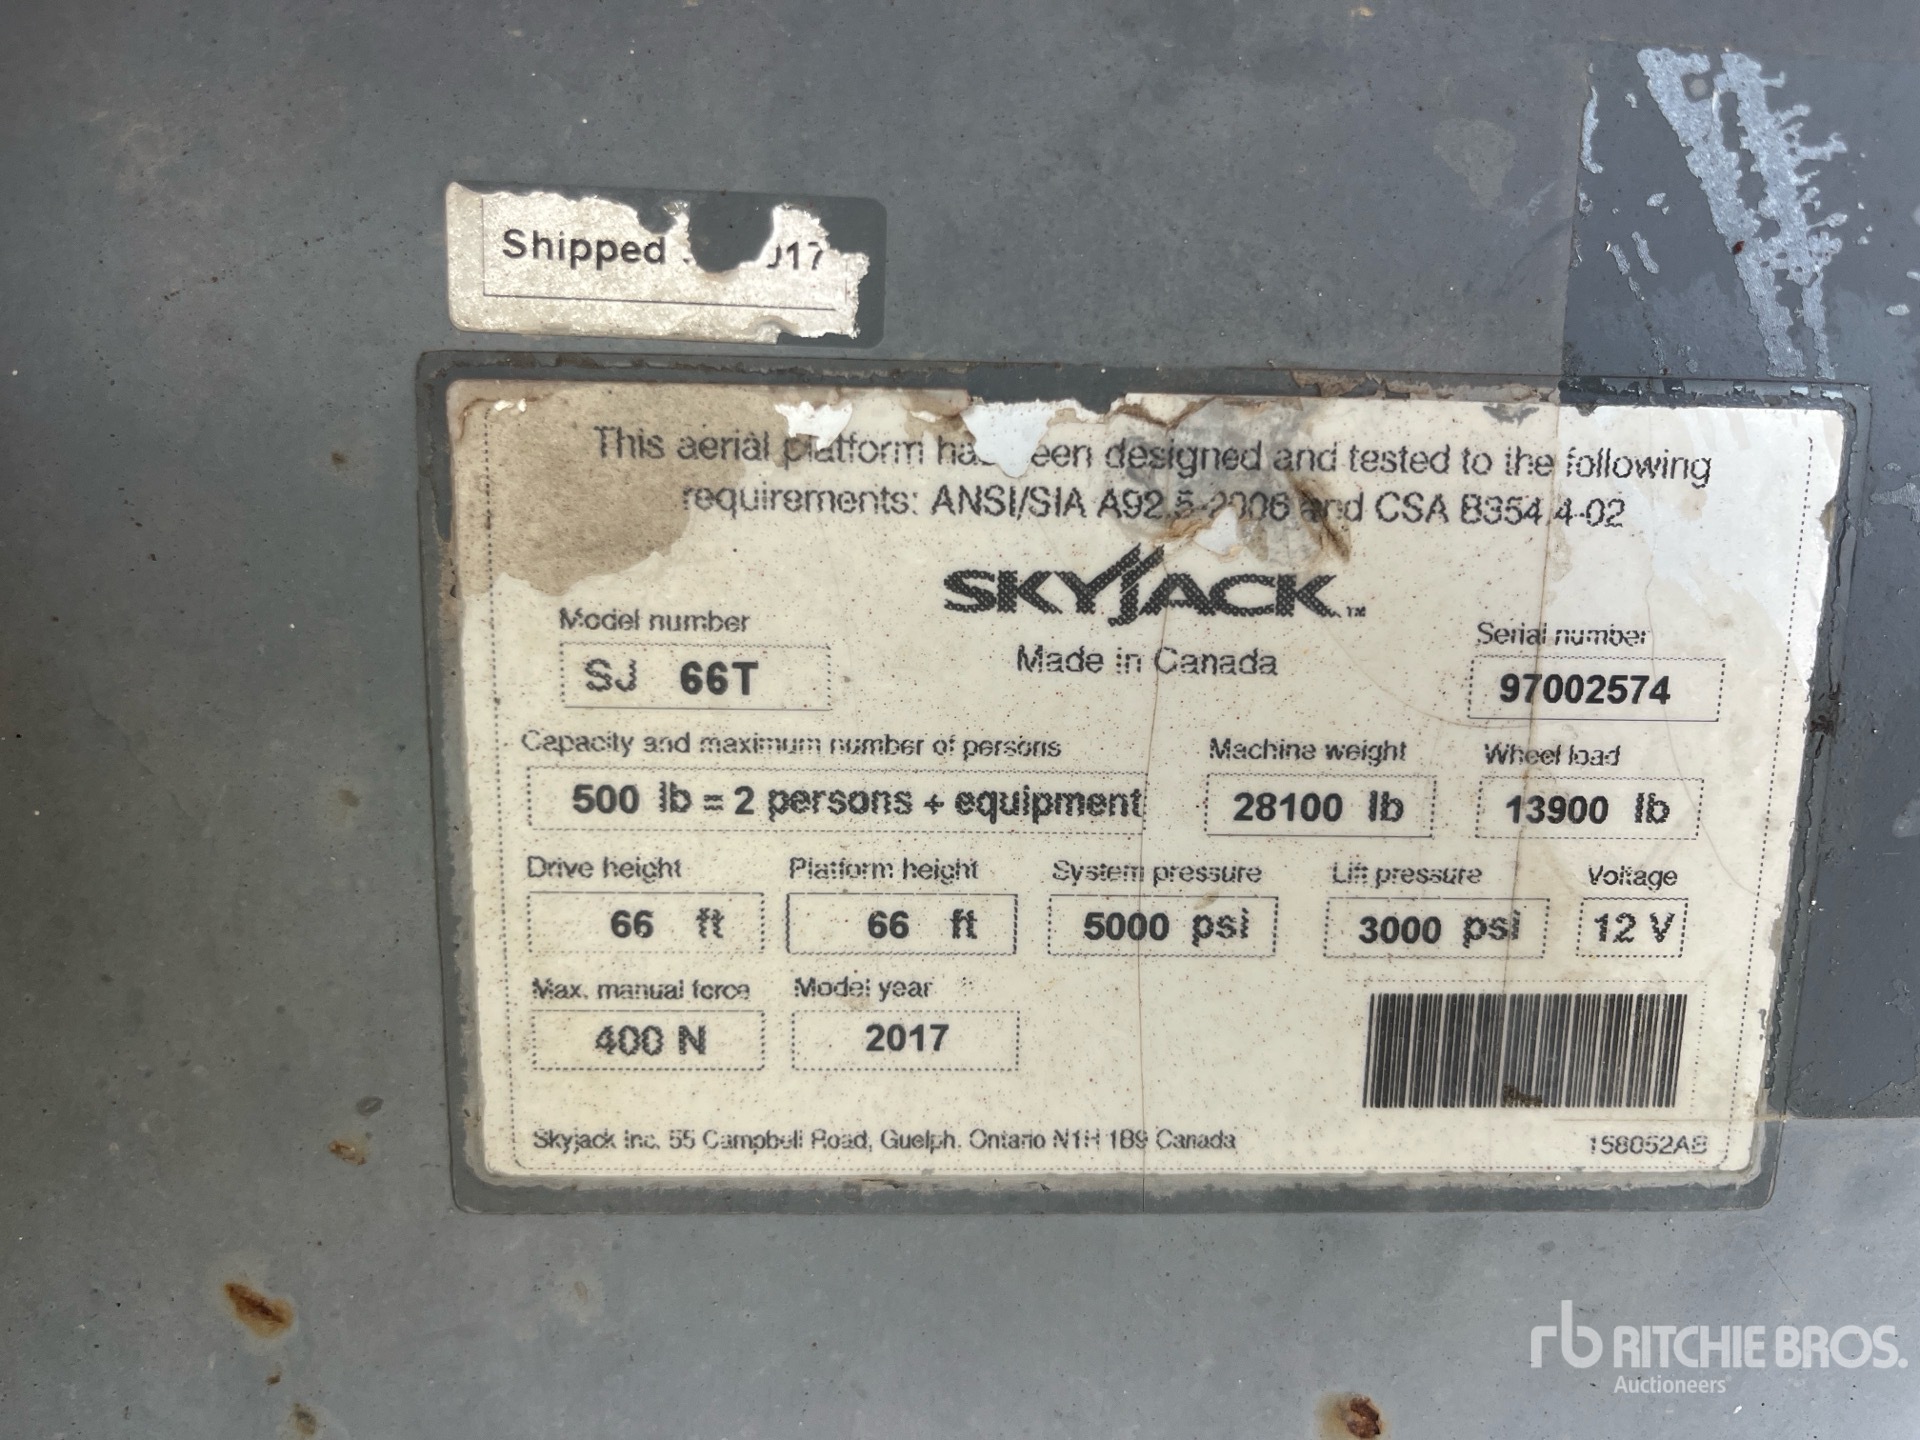 Shipped
This aerial platform has been designed and tested to the following
requirements: ANSI/SIA A92.5-2006 and CSA B354.4-02
SKYJACK™
Made in Canada
Model number
SJ 66T
Serial number
97002574
Capacity and maximum number of persons
500 lb = 2 persons + equipment
Machine weight
28100 lb
Wheel load
13900 lb
Drive height
66 ft
Platform height
66 ft
System pressure
5000 psi
Lift pressure
3000 psi
Voltage
12 V
Max. manual force
400 N
Model year
2017
Skyjack Inc. 55 Campbell Road, Guelph, Ontario N1H 1B9 Canada
158052AB
rb RITCHIE BROS.
Auctioneers